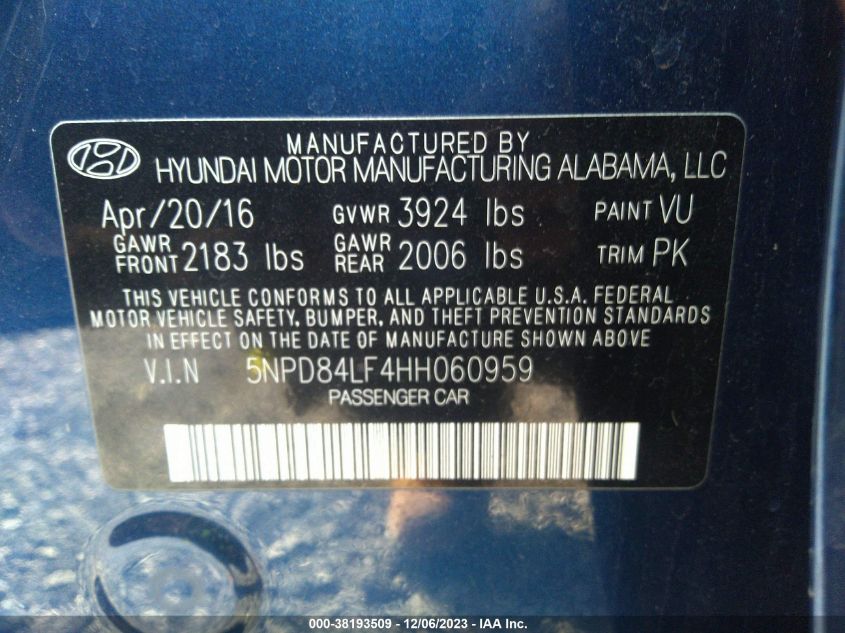 MANUFACTURED BY
HYUNDAI MOTOR MANUFACTURING ALABAMA, LLC
Apr/20/16 GVWR 3924 lbs PAINT VU
GAWR FRONT 2183 lbs GAWR REAR 2006 lbs TRIM PK
THIS VEHICLE CONFORMS TO ALL APPLICABLE U.S.A. FEDERAL
MOTOR VEHICLE SAFETY, BUMPER, AND THEFT PREVENTION STANDARDS
IN EFFECT ON THE DATE OF MANUFACTURE SHOWN ABOVE
V.I.N 5NPD84LF4HH060959
PASSENGER CAR
000-38193509 - 12/06/2023 - IAA Inc.